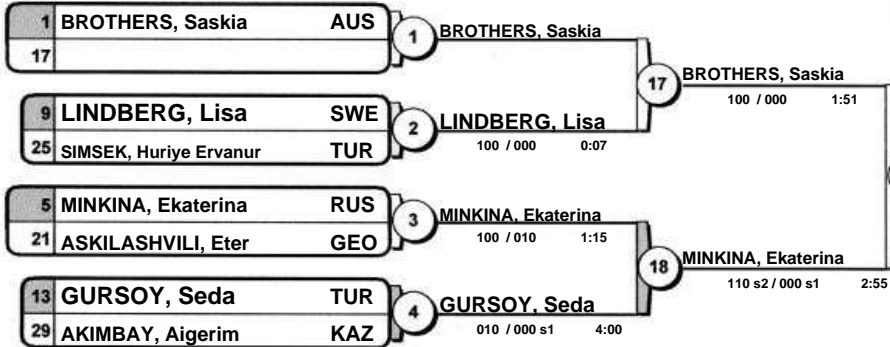 1 BROTHERS, Saskia AUS
17
1 BROTHERS, Saskia
9 LINDBERG, Lisa SWE
25 SIMSEK, Huriye Ervanur TUR
2 LINDBERG, Lisa
100 / 000 0:07
17 BROTHERS, Saskia
100 / 000 1:51
5 MINKINA, Ekaterina RUS
21 ASKILASHVILI, Eter GEO
3 MINKINA, Ekaterina
100 / 010 1:15
13 GURSOY, Seda TUR
29 AKIMBAY, Aigerim KAZ
4 GURSOY, Seda
010 / 000 s1 4:00
18 MINKINA, Ekaterina
110 s2 / 000 s1 2:55